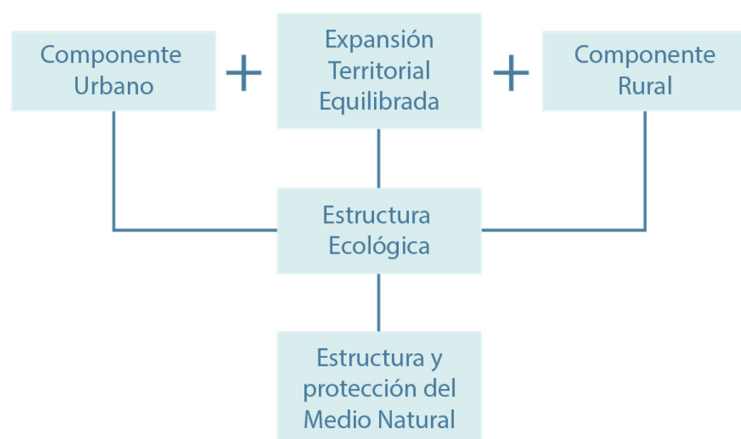 Componente
Urbano
+
Expansión
Territorial
Equilibrada
+
Componente
Rural
Estructura
Ecológica
Estructura y
protección del
Medio Natural